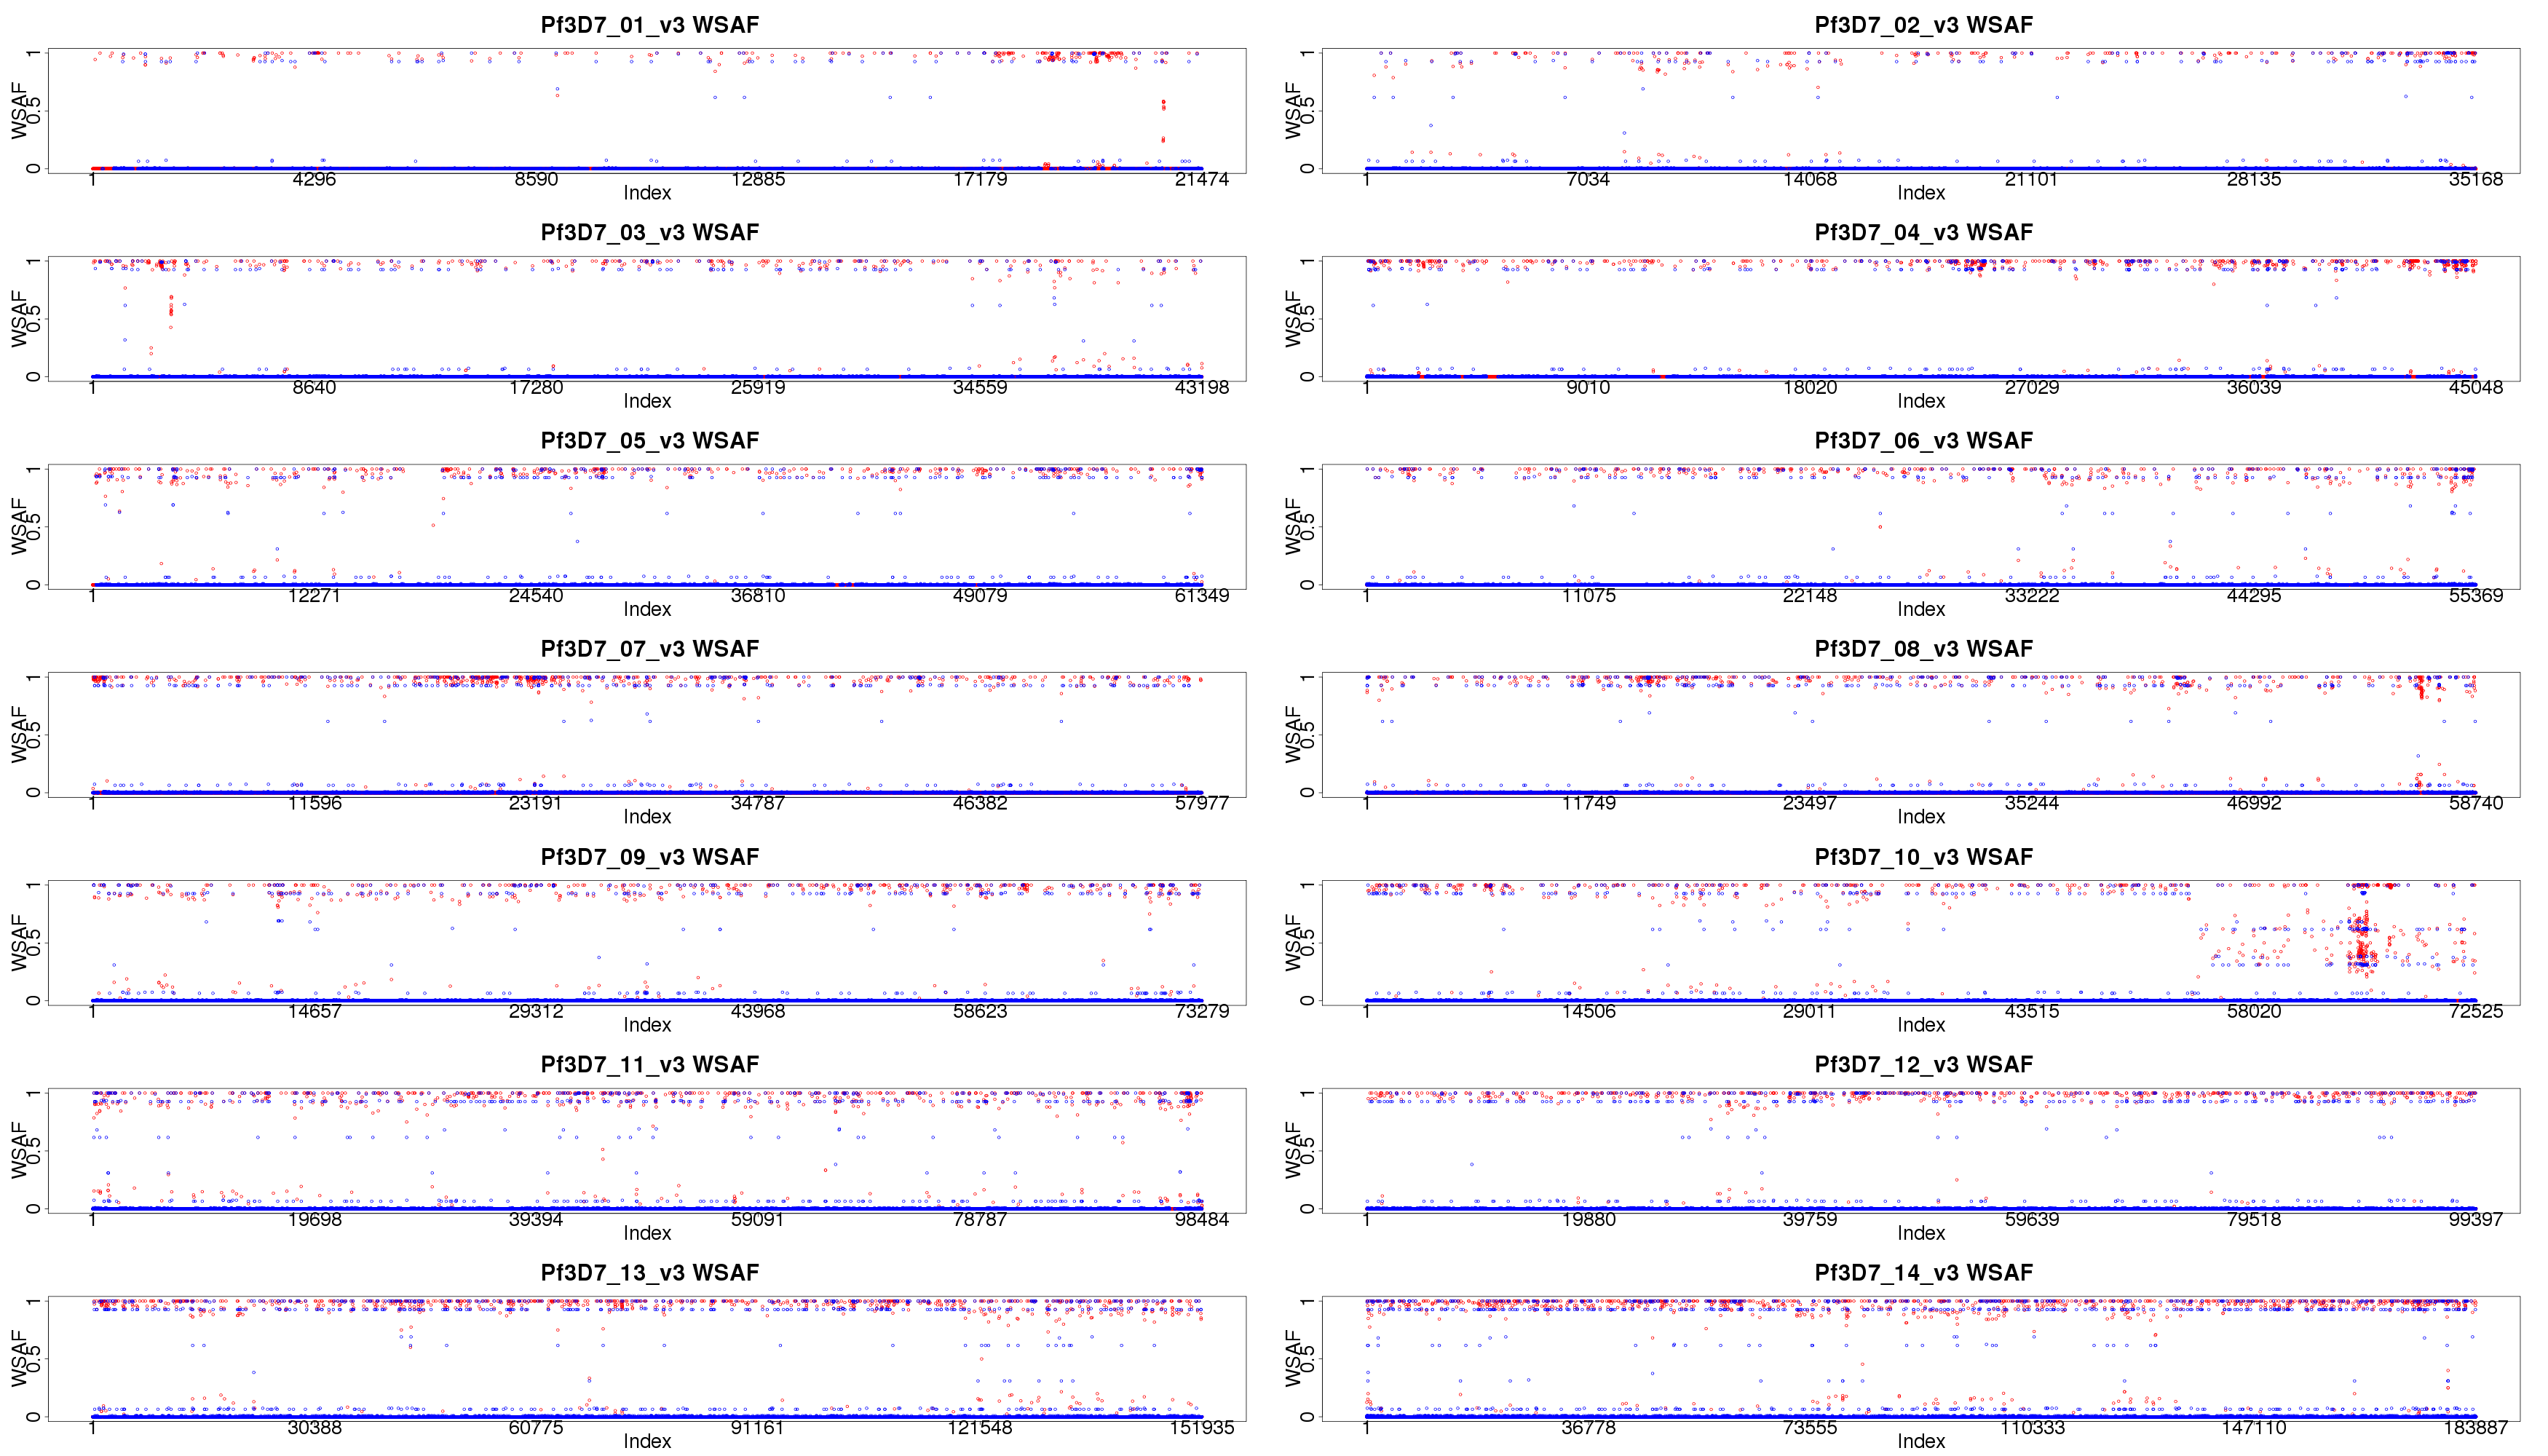 Pf3D7_01_v3 WSAF
WSAF
0 0.5 1
1 4296 8590 12885 17179 21474
Index
Pf3D7_02_v3 WSAF
WSAF
0 0.5 1
1 7034 14068 21101 28135 35168
Index
Pf3D7_03_v3 WSAF
WSAF
0 0.5 1
1 8640 17280 25919 34559 43198
Index
Pf3D7_04_v3 WSAF
WSAF
0 0.5 1
1 9010 18020 27029 36039 45048
Index
Pf3D7_05_v3 WSAF
WSAF
0 0.5 1
1 12271 24540 36810 49079 61349
Index
Pf3D7_06_v3 WSAF
WSAF
0 0.5 1
1 11075 22148 33222 44295 55369
Index
Pf3D7_07_v3 WSAF
WSAF
0 0.5 1
1 11596 23191 34787 46382 57977
Index
Pf3D7_08_v3 WSAF
WSAF
0 0.5 1
1 11749 23497 35244 46992 58740
Index
Pf3D7_09_v3 WSAF
WSAF
0 0.5 1
1 14657 29312 43968 58623 73279
Index
Pf3D7_10_v3 WSAF
WSAF
0 0.5 1
1 14506 29011 43515 58020 72525
Index
Pf3D7_11_v3 WSAF
WSAF
0 0.5 1
1 19698 39394 59091 78787 98484
Index
Pf3D7_12_v3 WSAF
WSAF
0 0.5 1
1 19880 39759 59639 79518 99397
Index
Pf3D7_13_v3 WSAF
WSAF
0 0.5 1
1 30388 60775 91161 121548 151935
Index
Pf3D7_14_v3 WSAF
WSAF
0 0.5 1
1 36778 73555 110333 147110 183887
Index